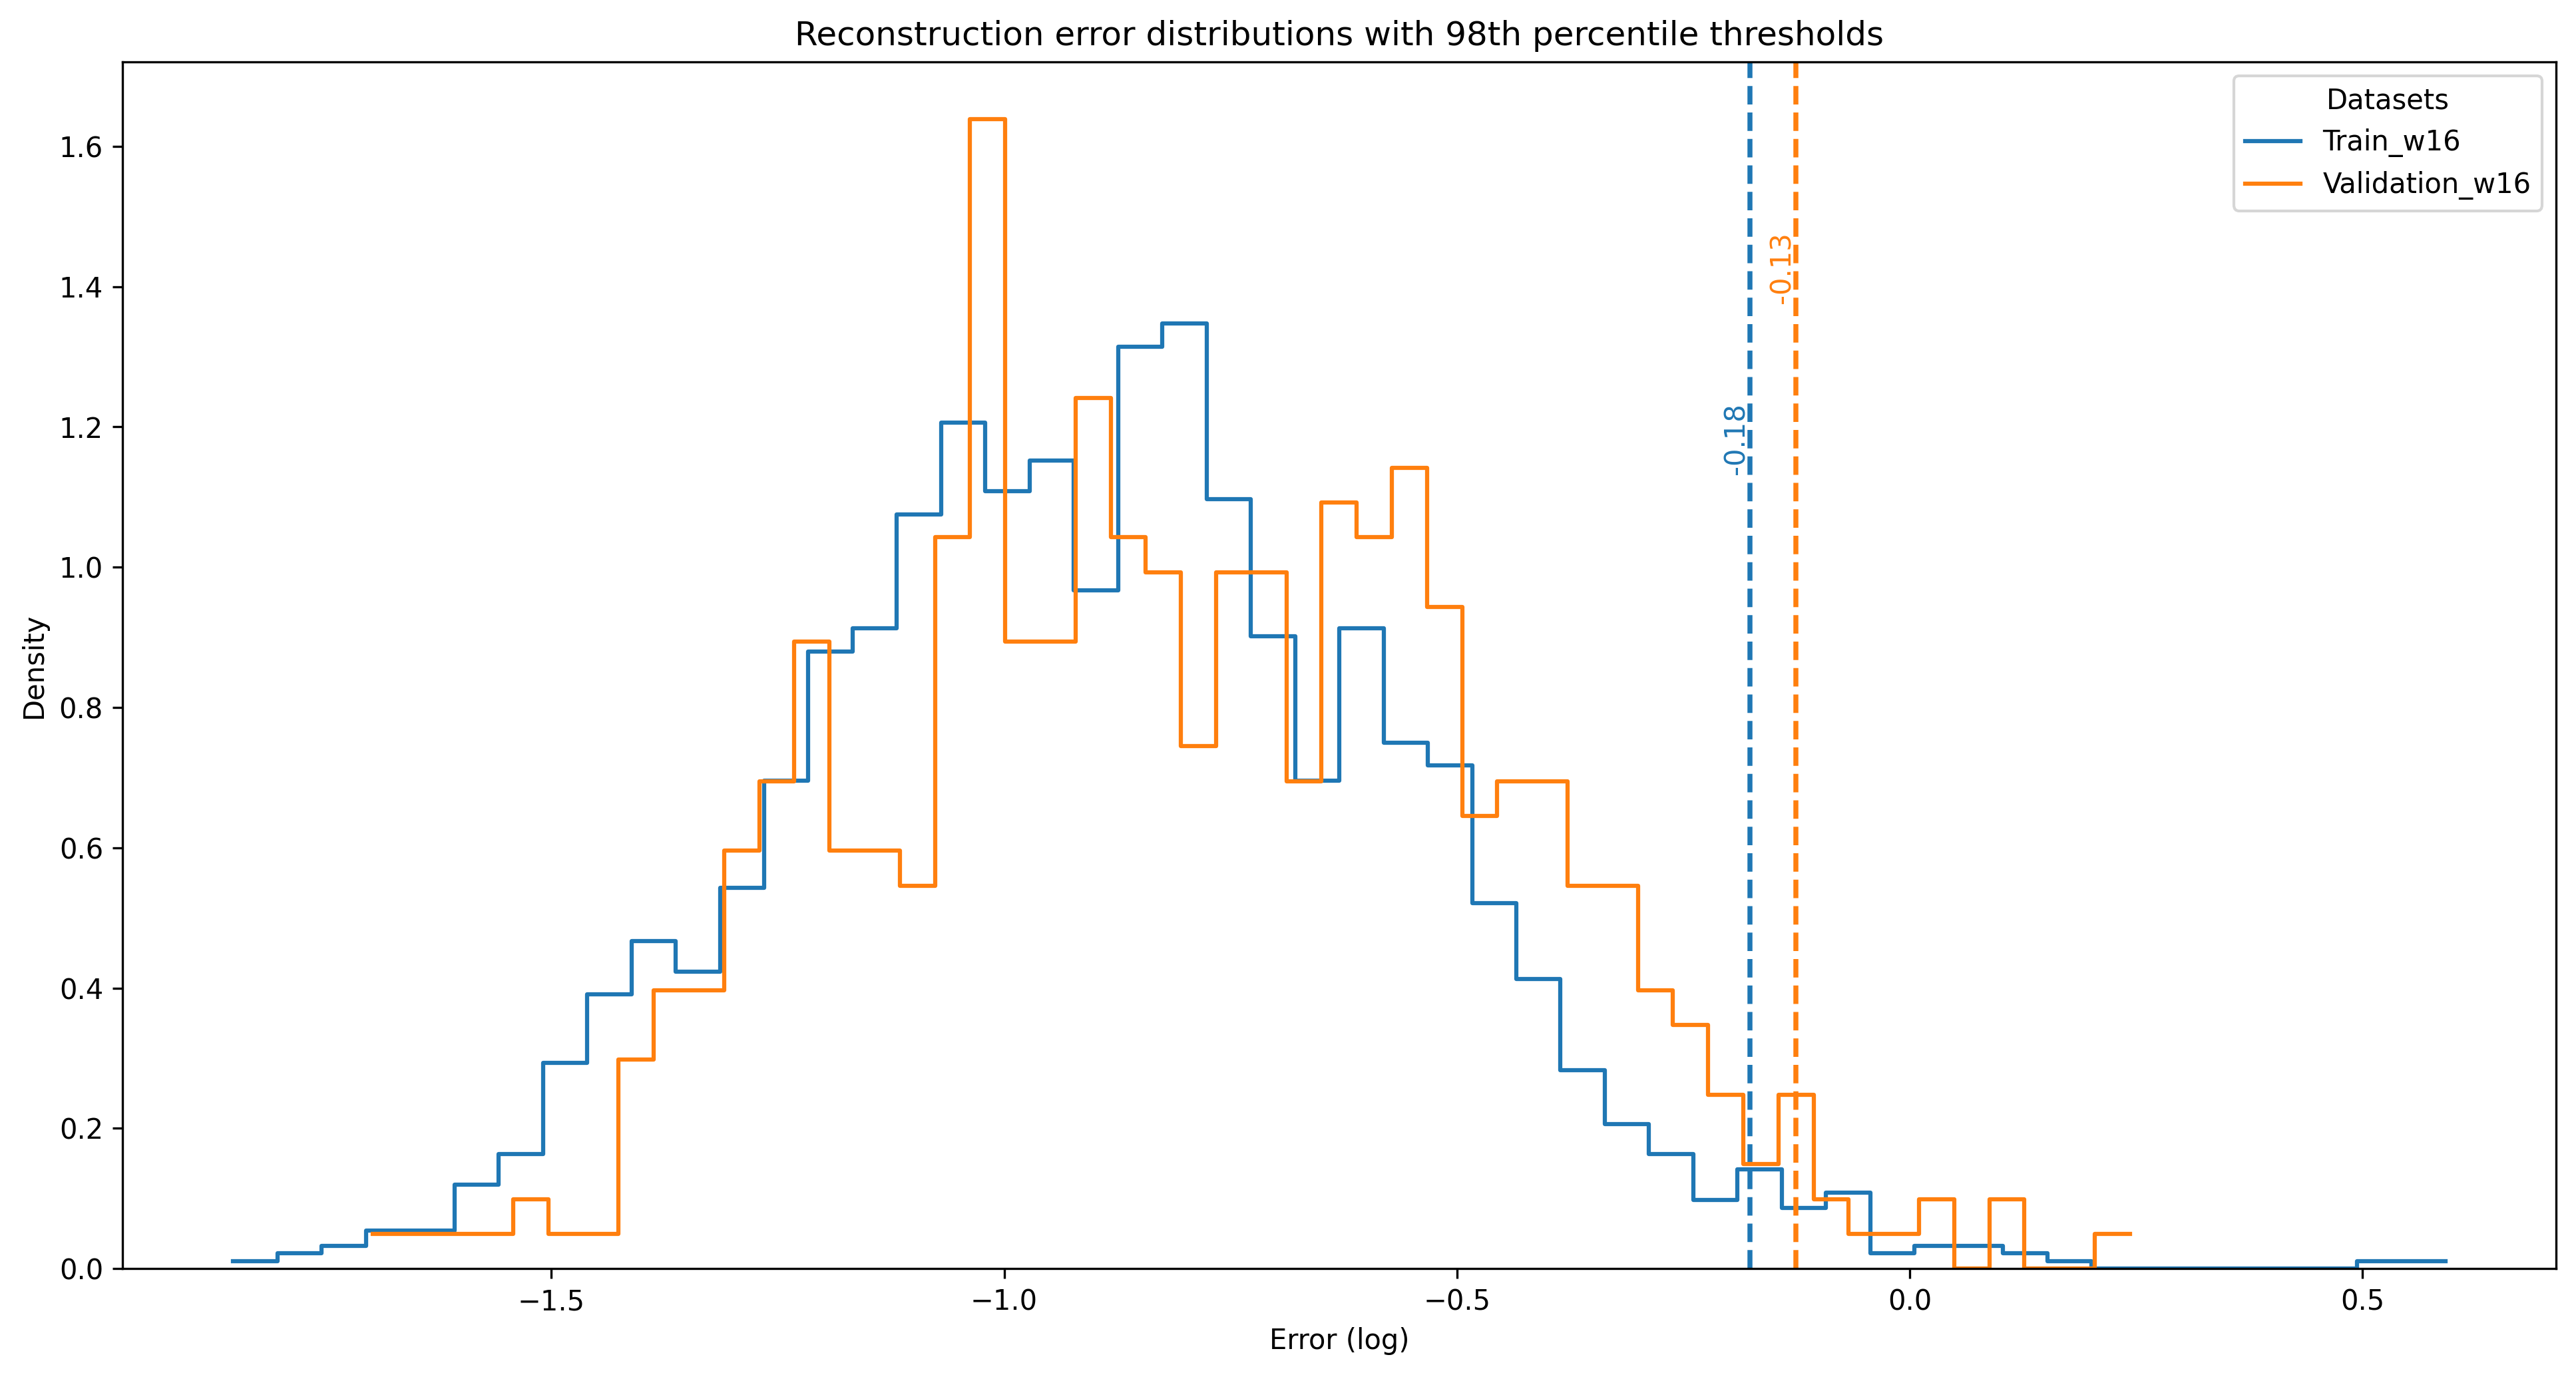 Reconstruction error distributions with 98th percentile thresholds
Datasets
Train_w16
Validation_w16
-0.13
-0.18
Density
1.6
1.4
1.2
1.0
0.8
0.6
0.4
0.2
0.0
−1.5
−1.0
−0.5
0.0
0.5
Error (log)